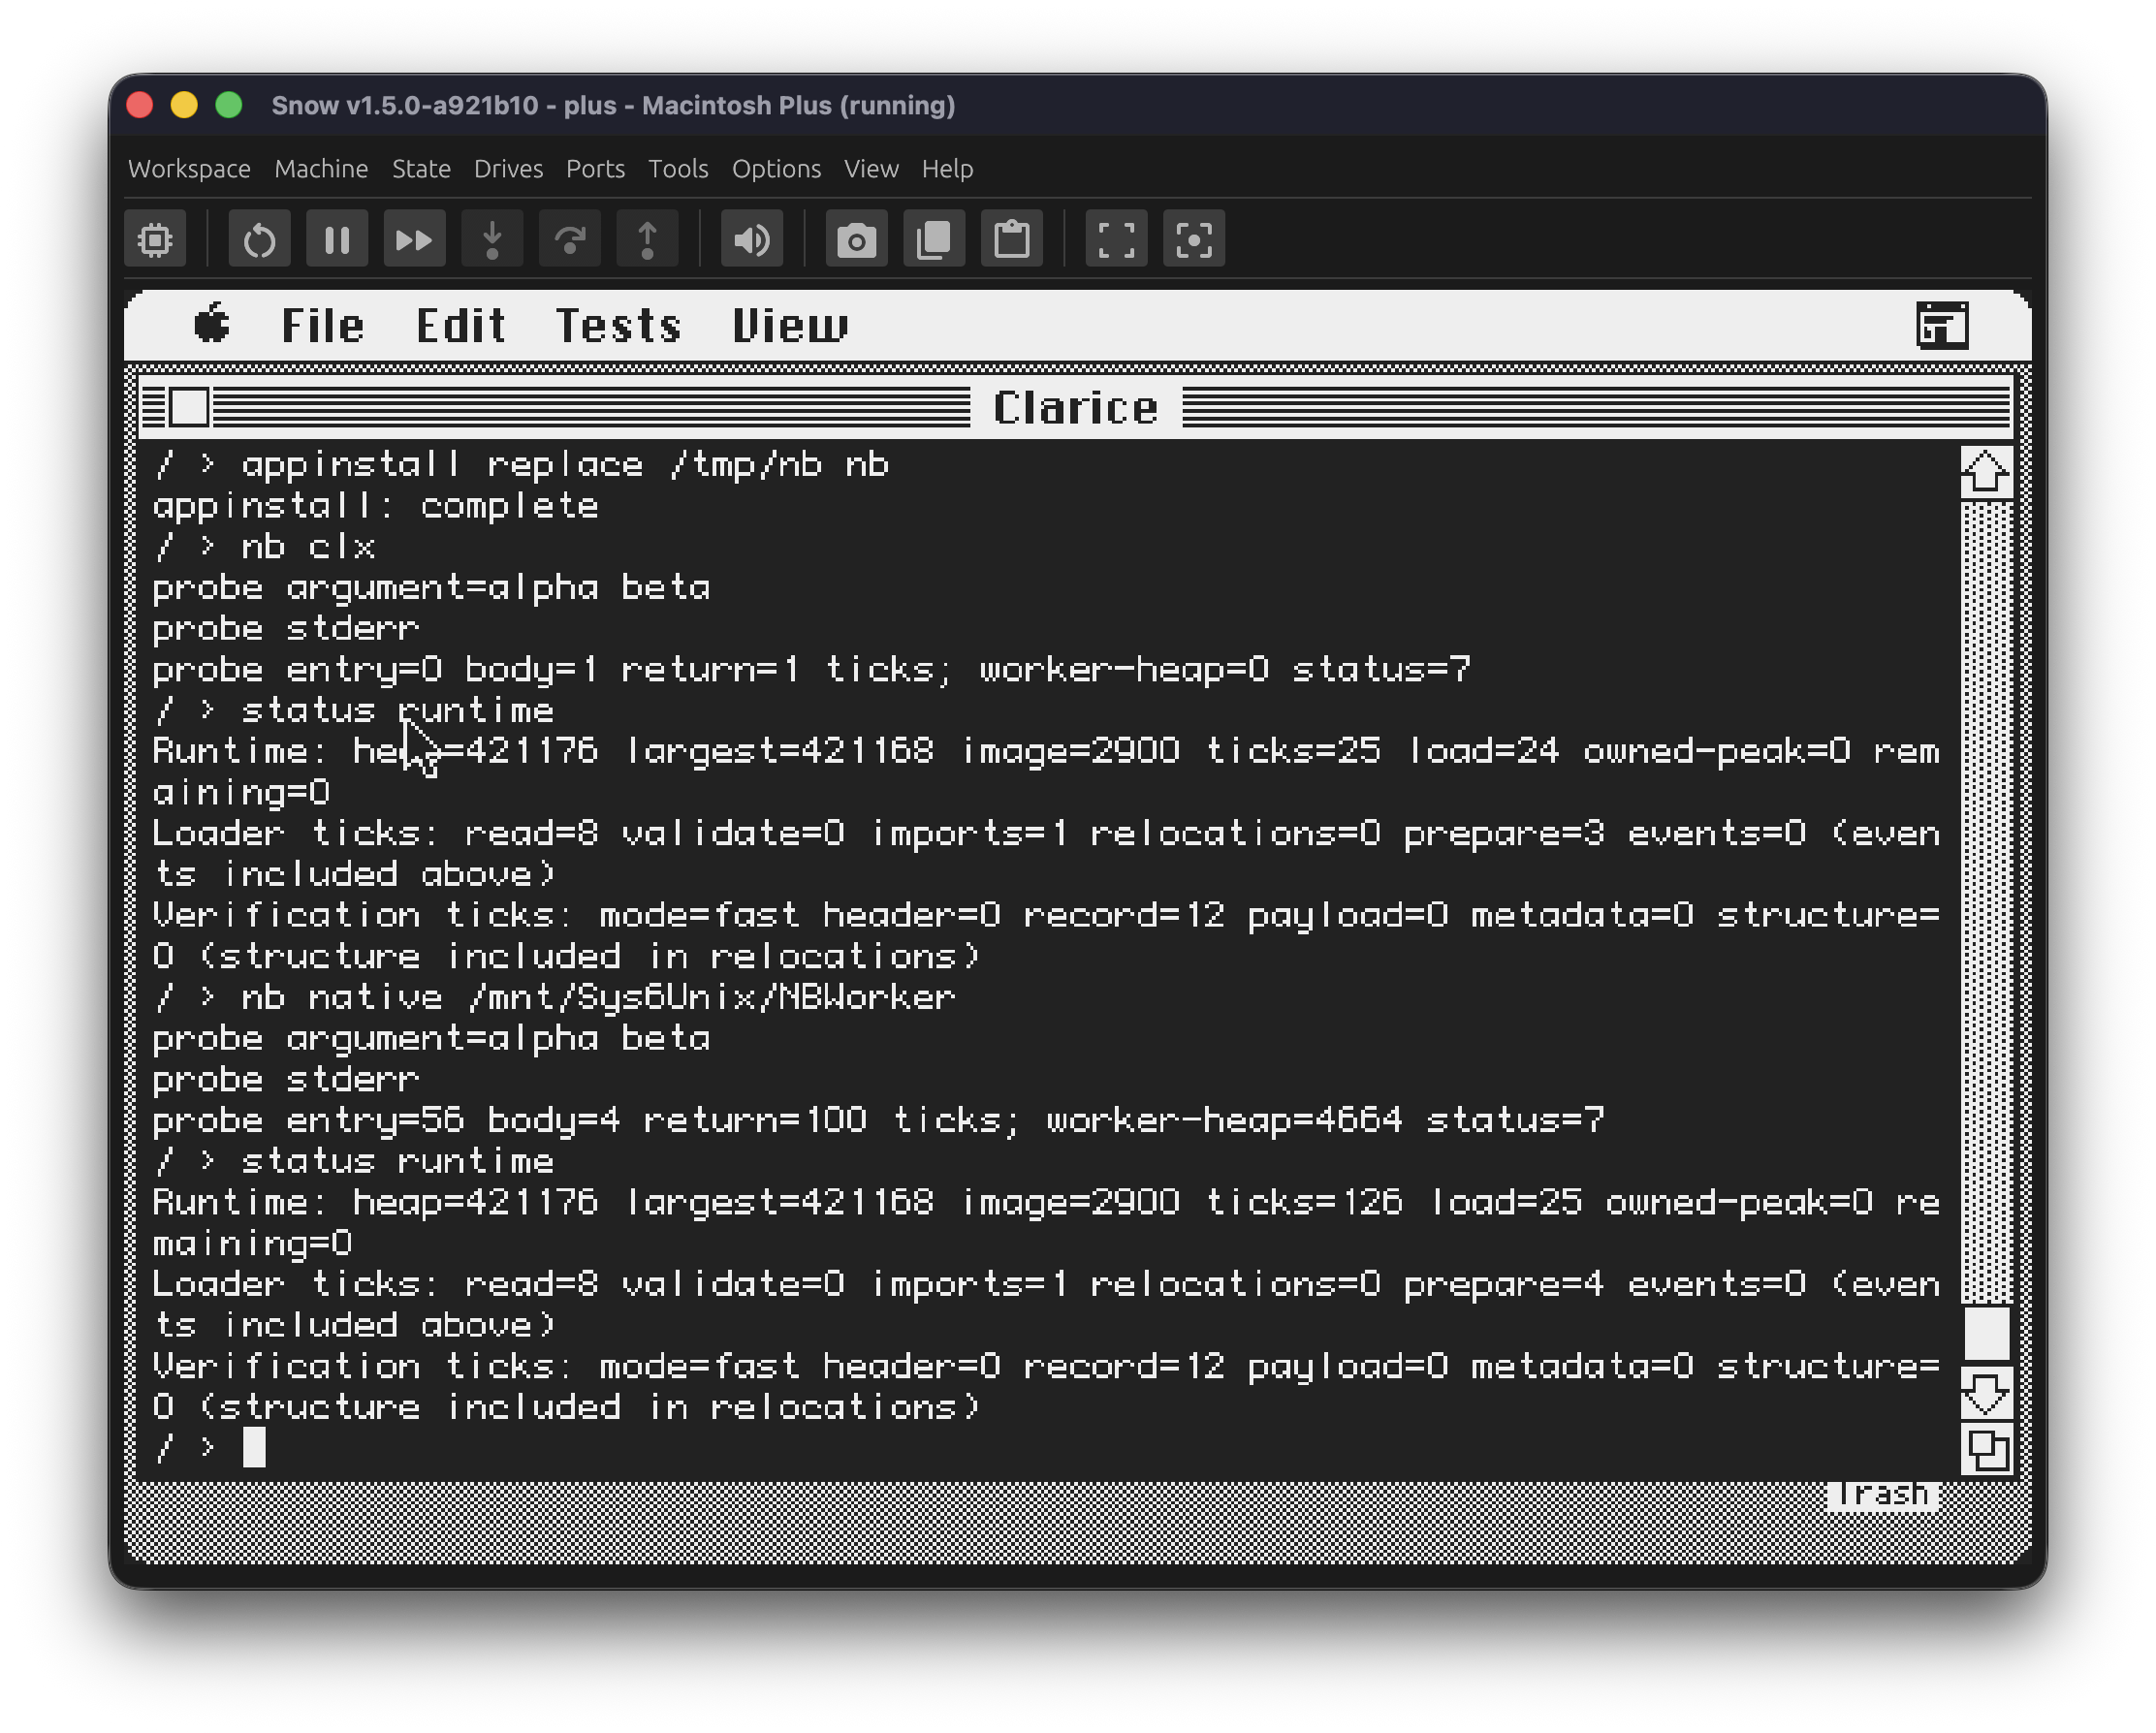 Snow v1.5.0-a921b10 - plus - Macintosh Plus (running)
Workspace Machine State Drives Ports Tools Options View Help
File Edit Tests View
Clarice
/ > appinstall replace /tmp/nb nb
appinstall: complete
/ > nb clx
probe argument=alpha beta
probe stderr
probe entry=0 body=1 return=1 ticks; worker-heap=0 status=7
/ > status runtime
Runtime: heap=421176 largest=421168 image=2900 ticks=25 load=24 owned-peak=0 rem
aining=0
Loader ticks: read=8 validate=0 imports=1 relocations=0 prepare=3 events=0 (even
ts included above)
Verification ticks: mode=fast header=0 record=12 payload=0 metadata=0 structure=
0 (structure included in relocations)
/ > nb native /mnt/Sys6Unix/NBWorker
probe argument=alpha beta
probe stderr
probe entry=56 body=4 return=100 ticks; worker-heap=4664 status=7
/ > status runtime
Runtime: heap=421176 largest=421168 image=2900 ticks=126 load=25 owned-peak=0 re
maining=0
Loader ticks: read=8 validate=0 imports=1 relocations=0 prepare=4 events=0 (even
ts included above)
Verification ticks: mode=fast header=0 record=12 payload=0 metadata=0 structure=
0 (structure included in relocations)
/ >
Trash